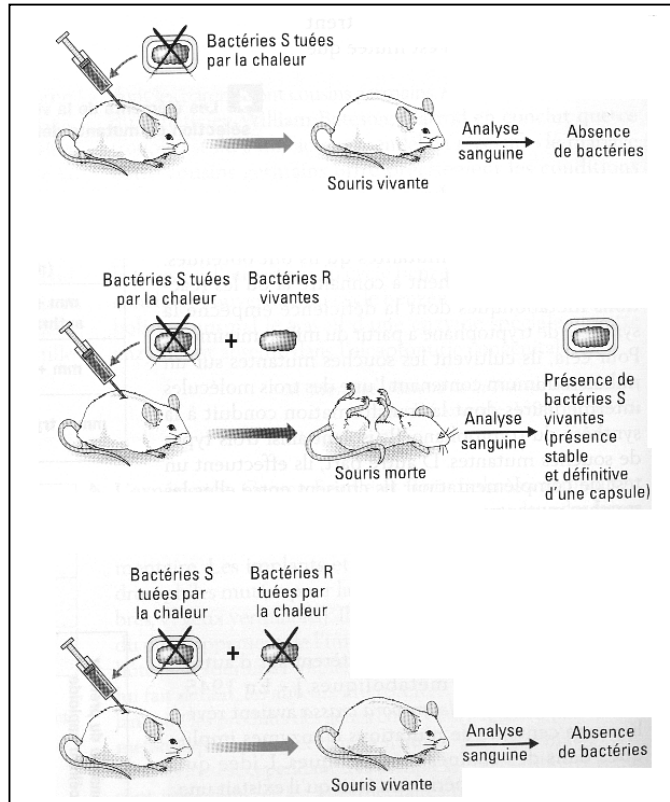 trent
Bactéries S tuées
par la chaleur
Analyse
sanguine
Absence
de bactéries
Souris vivante
Bactéries S tuées
par la chaleur
Bactéries R
vivantes
+
Analyse
sanguine
Souris morte
Présence de
bactéries S
vivantes
(présence
stable
et définitive
d'une capsule)
Bactéries S
tuées par
la chaleur
Bactéries R
tuées par
la chaleur
+
Analyse
sanguine
Absence
de bactéries
Souris vivante